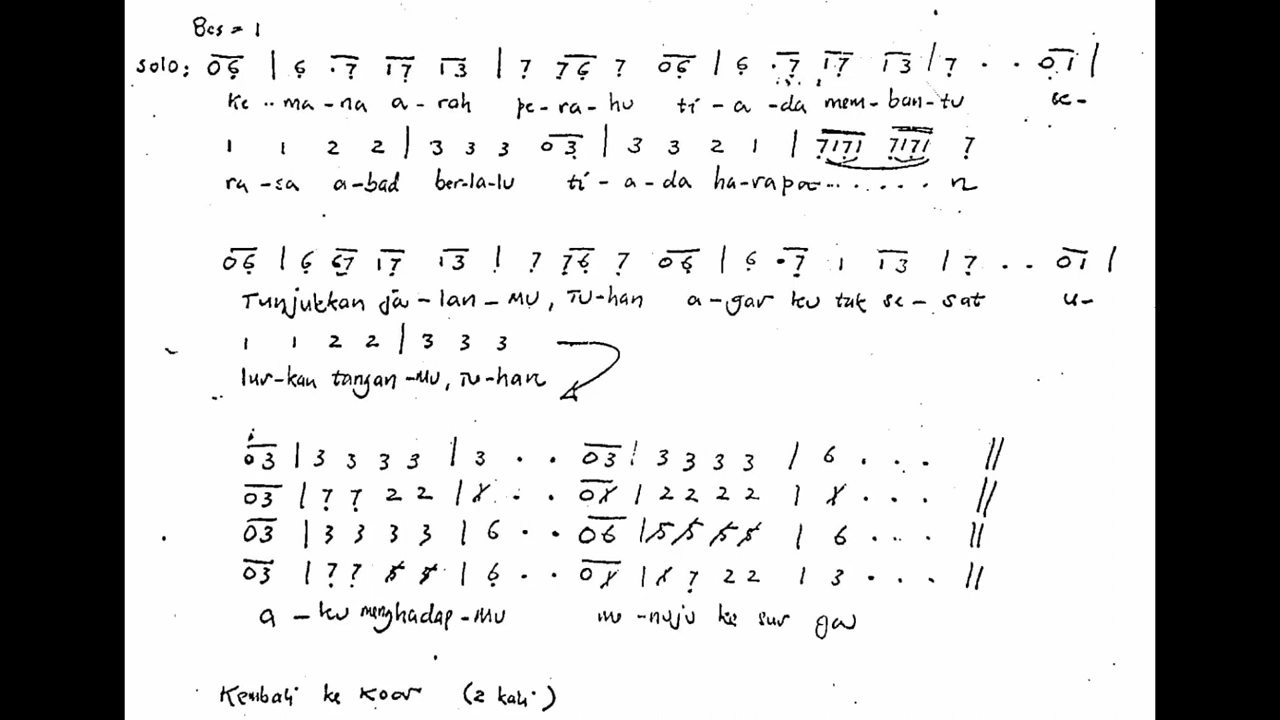 Bes = 1
solo: 06 | 6 .7 17 13 | 7 76 7 06 | 6 .7 17 13 | 7 . . 01 |
ke .. ma - na a - rah pe - ra - hu ti - a - da mem - ban - tu se -
1 1 2 2 | 3 3 3 03 | 3 3 2 1 | 7171 7171 7
ra - sa a - bad ber - la - lu ti - a - da ha - rapa ...... n
06 | 6 67 17 13 | 7 76 7 06 | 6 .7 1 13 | 7 . . 01 |
Tunjukkan ja - lan - MU, TU - han a - gar ku tak se - sat u -
1 1 2 2 | 3 3 3
lur - kan tangan - MU, TU - han
03 | 3 3 3 3 | 3 . . 03 | 3 3 3 3 | 6 . . . ||
03 | 7 7 2 2 | 1 . . 01 | 2 2 2 2 | 1 . . . ||
03 | 3 3 3 3 | 6 . . 06 | 5 5 5 5 | 6 . . . ||
03 | 7 7 5 5 | 6 . . 01 | 1 7 2 2 | 3 . . . ||
a - ku menghadap - MU me - nuju ke sur ga
Kembali ke koor (2 kali)